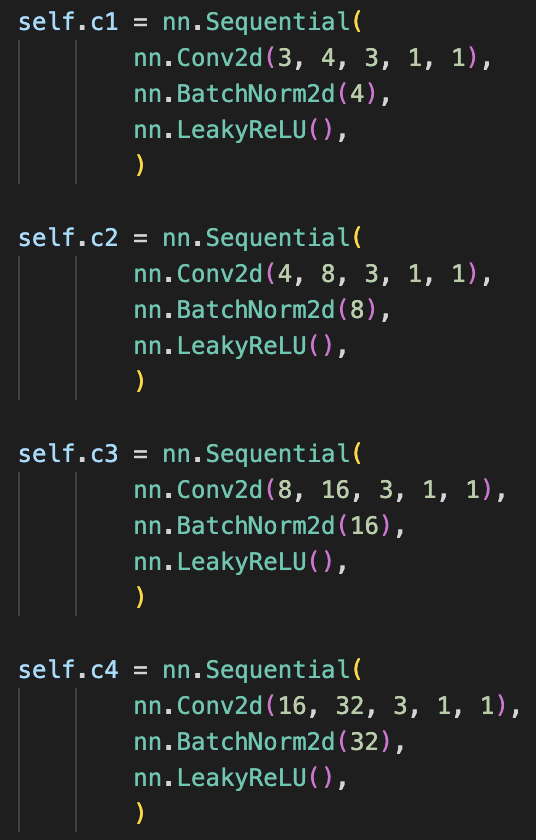 self.c1 = nn.Sequential(
nn.Conv2d(3, 4, 3, 1, 1),
nn.BatchNorm2d(4),
nn.LeakyReLU(),
)
self.c2 = nn.Sequential(
nn.Conv2d(4, 8, 3, 1, 1),
nn.BatchNorm2d(8),
nn.LeakyReLU(),
)
self.c3 = nn.Sequential(
nn.Conv2d(8, 16, 3, 1, 1),
nn.BatchNorm2d(16),
nn.LeakyReLU(),
)
self.c4 = nn.Sequential(
nn.Conv2d(16, 32, 3, 1, 1),
nn.BatchNorm2d(32),
nn.LeakyReLU(),
)